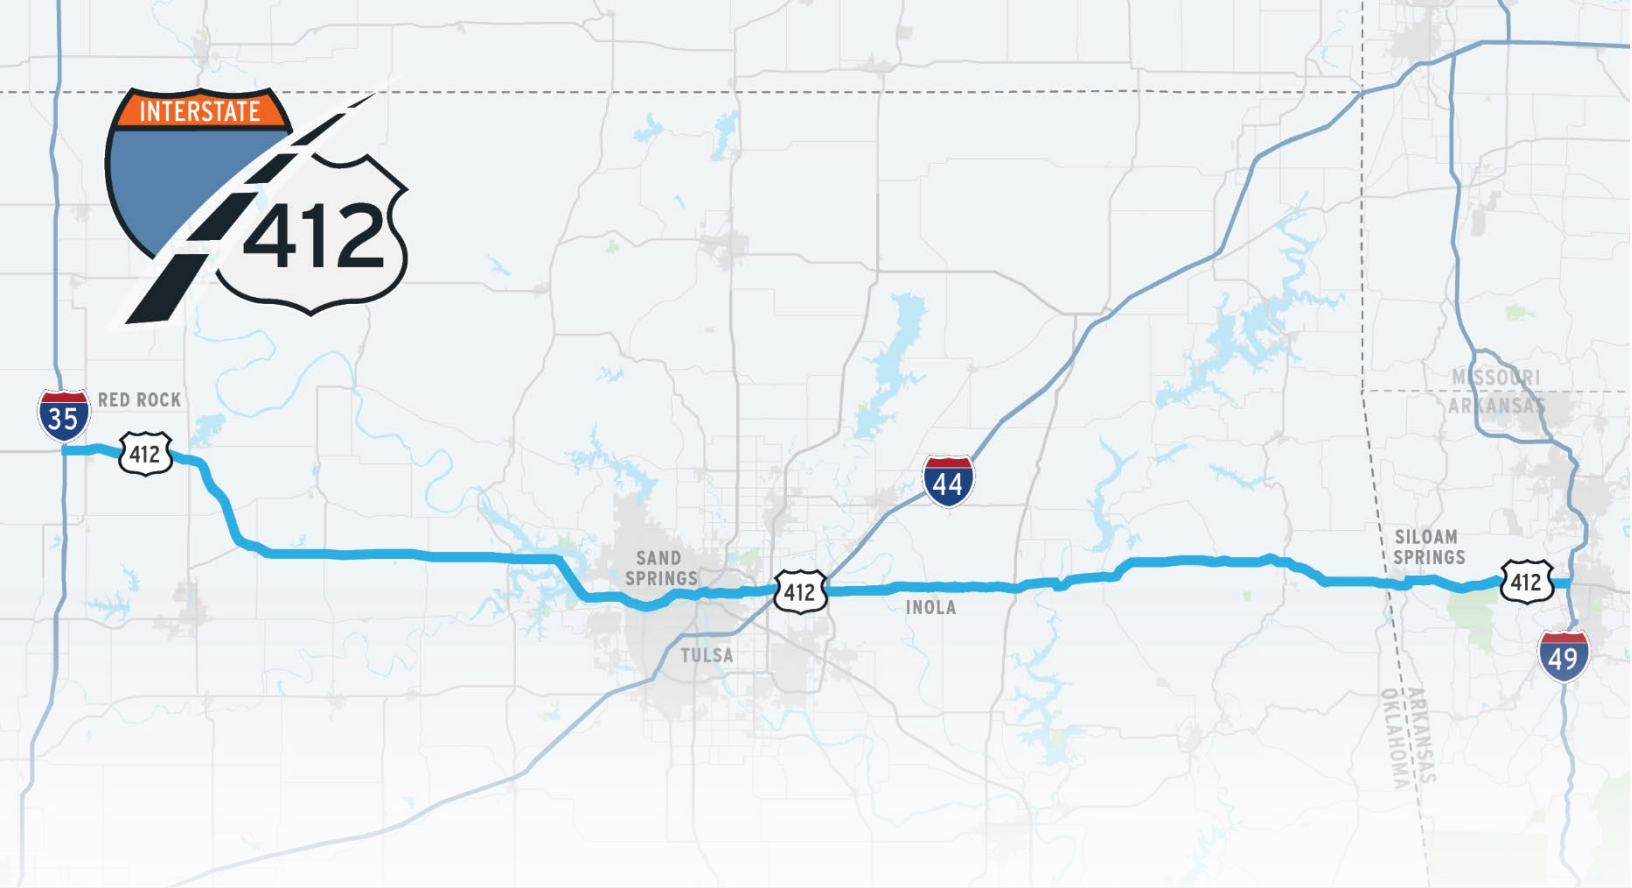 INTERSTATE
412
35
RED ROCK
412
MISSOURI
ARKANSAS
44
SAND
SPRINGS
412
INOLA
TULSA
SILOAM
SPRINGS
412
49
ARKANSAS
OKLAHOMA